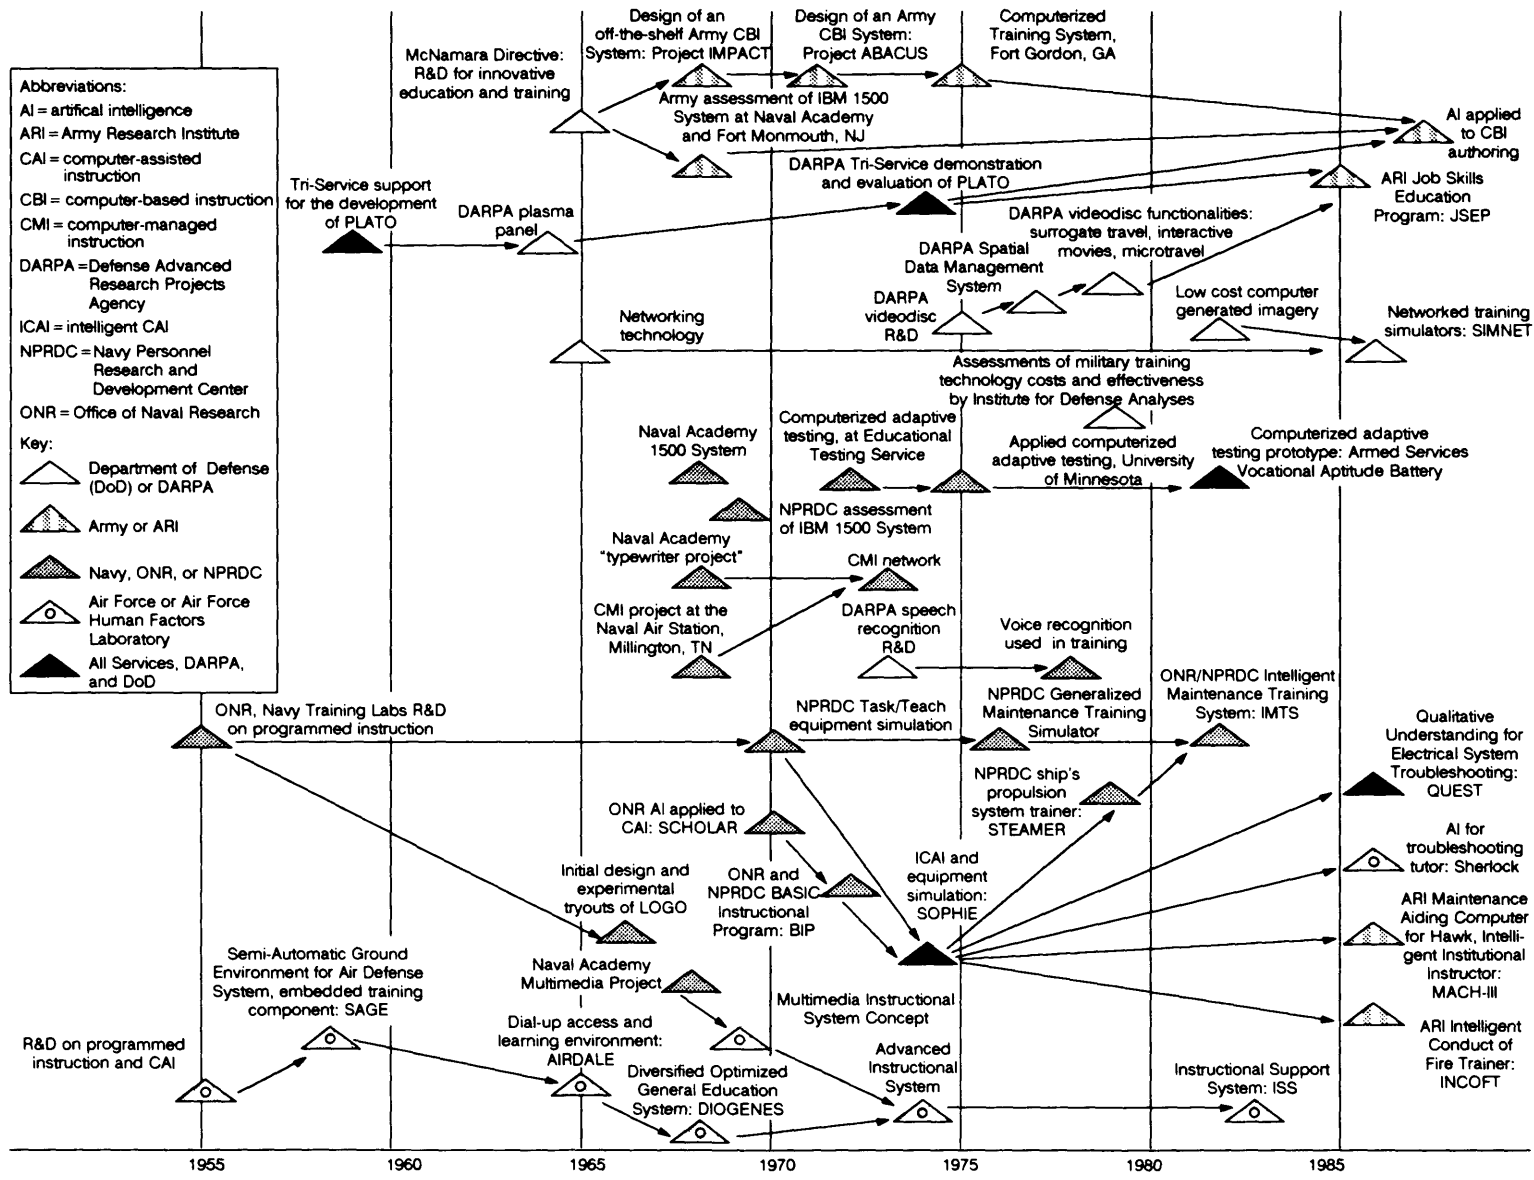 Abbreviations:
AI = artifical intelligence
ARI = Army Research Institute
CAI = computer-assisted
instruction
CBI = computer-based instruction
CMI = computer-managed
instruction
DARPA = Defense Advanced
Research Projects
Agency
ICAI = intelligent CAI
NPRDC = Navy Personnel
Research and
Development Center
ONR = Office of Naval Research
Key:
Department of Defense
(DoD) or DARPA
Army or ARI
Navy, ONR, or NPRDC
Air Force or Air Force
Human Factors
Laboratory
All Services, DARPA,
and DoD
McNamara Directive:
R&D for innovative
education and training
Design of an
off-the-shelf Army CBI
System: Project IMPACT
Design of an Army
CBI System:
Project ABACUS
Computerized
Training System,
Fort Gordon, GA
Army assessment of IBM 1500
System at Naval Academy
and Fort Monmouth, NJ
AI applied
to CBI
authoring
Tri-Service support
for the development
of PLATO
DARPA plasma
panel
DARPA Tri-Service demonstration
and evaluation of PLATO
ARI Job Skills
Education
Program: JSEP
DARPA videodisc functionalities:
surrogate travel, interactive
movies, microtravel
DARPA Spatial
Data Management
System
DARPA
videodisc
R&D
Low cost computer
generated imagery
Networking
technology
Networked training
simulators: SIMNET
Assessments of military training
technology costs and effectiveness
by Institute for Defense Analyses
Naval Academy
1500 System
Computerized adaptive
testing, at Educational
Testing Service
Applied computerized
adaptive testing, University
of Minnesota
Computerized adaptive
testing prototype: Armed Services
Vocational Aptitude Battery
NPRDC assessment
of IBM 1500 System
Naval Academy
"typewriter project"
CMI network
CMI project at the
Naval Air Station,
Millington, TN
DARPA speech
recognition
R&D
Voice recognition
used in training
ONR, Navy Training Labs R&D
on programmed instruction
NPRDC Task/Teach
equipment simulation
NPRDC Generalized
Maintenance Training
Simulator
ONR/NPRDC Intelligent
Maintenance Training
System: IMTS
NPRDC ship's
propulsion
system trainer:
STEAMER
Qualitative
Understanding for
Electrical System
Troubleshooting:
QUEST
ONR AI applied to
CAI: SCHOLAR
AI for
troubleshooting
tutor: Sherlock
Initial design and
experimental
tryouts of LOGO
ONR and
NPRDC BASIC
Instructional
Program: BIP
ICAI and
equipment
simulation:
SOPHIE
ARI Maintenance
Aiding Computer
for Hawk, Intelli-
gent Institutional
Instructor:
MACH-III
Semi-Automatic Ground
Environment for Air Defense
System, embedded training
component: SAGE
Naval Academy
Multimedia Project
Multimedia Instructional
System Concept
ARI Intelligent
Conduct of
Fire Trainer:
INCOFT
R&D on programmed
instruction and CAI
Dial-up access and
learning environment:
AIRDALE
Diversified Optimized
General Education
System: DIOGENES
Advanced
Instructional
System
Instructional Support
System: ISS
1955
1960
1965
1970
1975
1980
1985